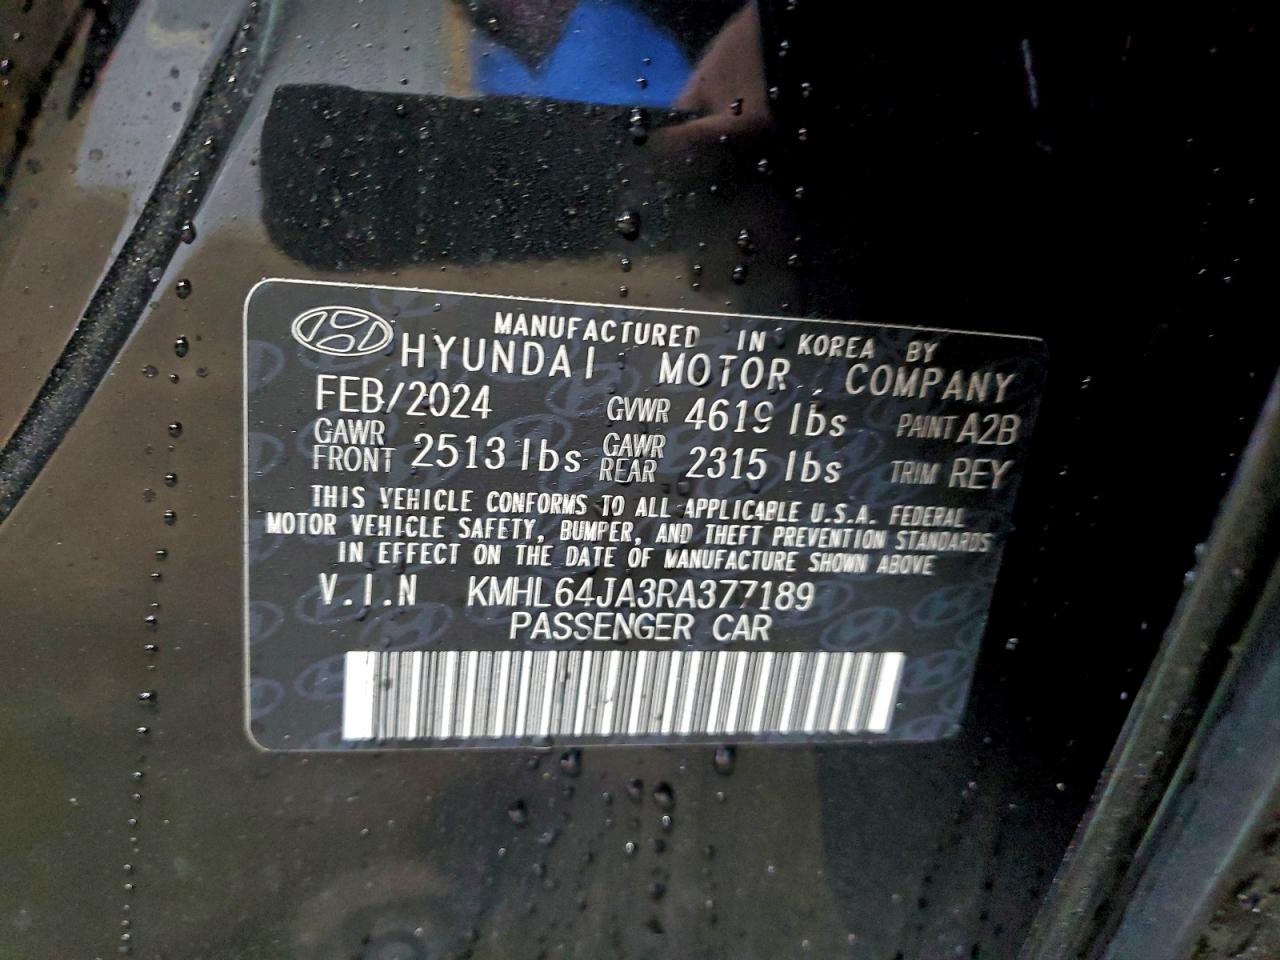 MANUFACTURED IN KOREA BY
HYUNDAI MOTOR COMPANY
FEB/2024 GVWR 4619 lbs PAINT A2B
GAWR FRONT 2513 lbs GAWR REAR 2315 lbs TRIM REY
THIS VEHICLE CONFORMS TO ALL APPLICABLE U.S.A. FEDERAL
MOTOR VEHICLE SAFETY, BUMPER, AND THEFT PREVENTION STANDARDS
IN EFFECT ON THE DATE OF MANUFACTURE SHOWN ABOVE
V.I.N KMHL64JA3RA377189
PASSENGER CAR